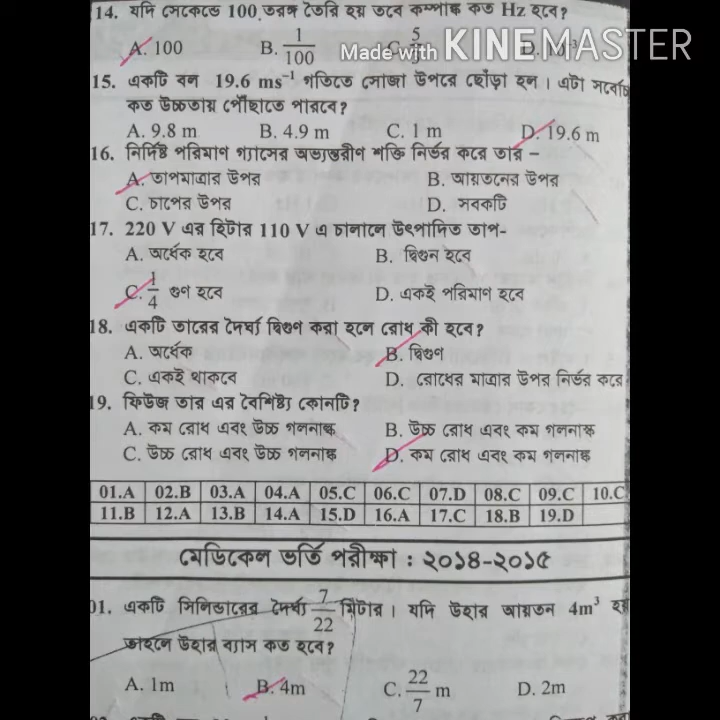 14. যদি সেকেন্ডে 100 তরঙ্গ তৈরি হয় তবে কম্পাঙ্ক কত Hz হবে?
A. 100 B. 1/100 C. 5
Made with KINEMASTER
15. একটি বল 19.6 ms⁻¹ গতিতে সোজা উপরে ছোঁড়া হল। এটা সর্বোচ্চ
কত উচ্চতায় পৌঁছাতে পারবে?
A. 9.8 m B. 4.9 m C. 1 m D. 19.6 m
16. নির্দিষ্ট পরিমাণ গ্যাসের অভ্যন্তরীণ শক্তি নির্ভর করে তার –
A. তাপমাত্রার উপর B. আয়তনের উপর
C. চাপের উপর D. সবকটি
17. 220 V এর হিটার 110 V এ চালালে উৎপাদিত তাপ-
A. অর্ধেক হবে B. দ্বিগুন হবে
C. 1/4 গুণ হবে D. একই পরিমাণ হবে
18. একটি তারের দৈর্ঘ্য দ্বিগুণ করা হলে রোধ কী হবে?
A. অর্ধেক B. দ্বিগুণ
C. একই থাকবে D. রোধের মাত্রার উপর নির্ভর করে
19. ফিউজ তার এর বৈশিষ্ট্য কোনটি?
A. কম রোধ এবং উচ্চ গলনাঙ্ক B. উচ্চ রোধ এবং কম গলনাঙ্ক
C. উচ্চ রোধ এবং উচ্চ গলনাঙ্ক D. কম রোধ এবং কম গলনাঙ্ক
01.A 02.B 03.A 04.A 05.C 06.C 07.D 08.C 09.C 10.C
11.B 12.A 13.B 14.A 15.D 16.A 17.C 18.B 19.D
মেডিকেল ভর্তি পরীক্ষা : ২০১৪-২০১৫
01. একটি সিলিন্ডারের দৈর্ঘ্য 7/22 মিটার। যদি উহার আয়তন 4m³ হয়
তাহলে উহার ব্যাস কত হবে?
A. 1m B. 4m C. 22/7 m D. 2m